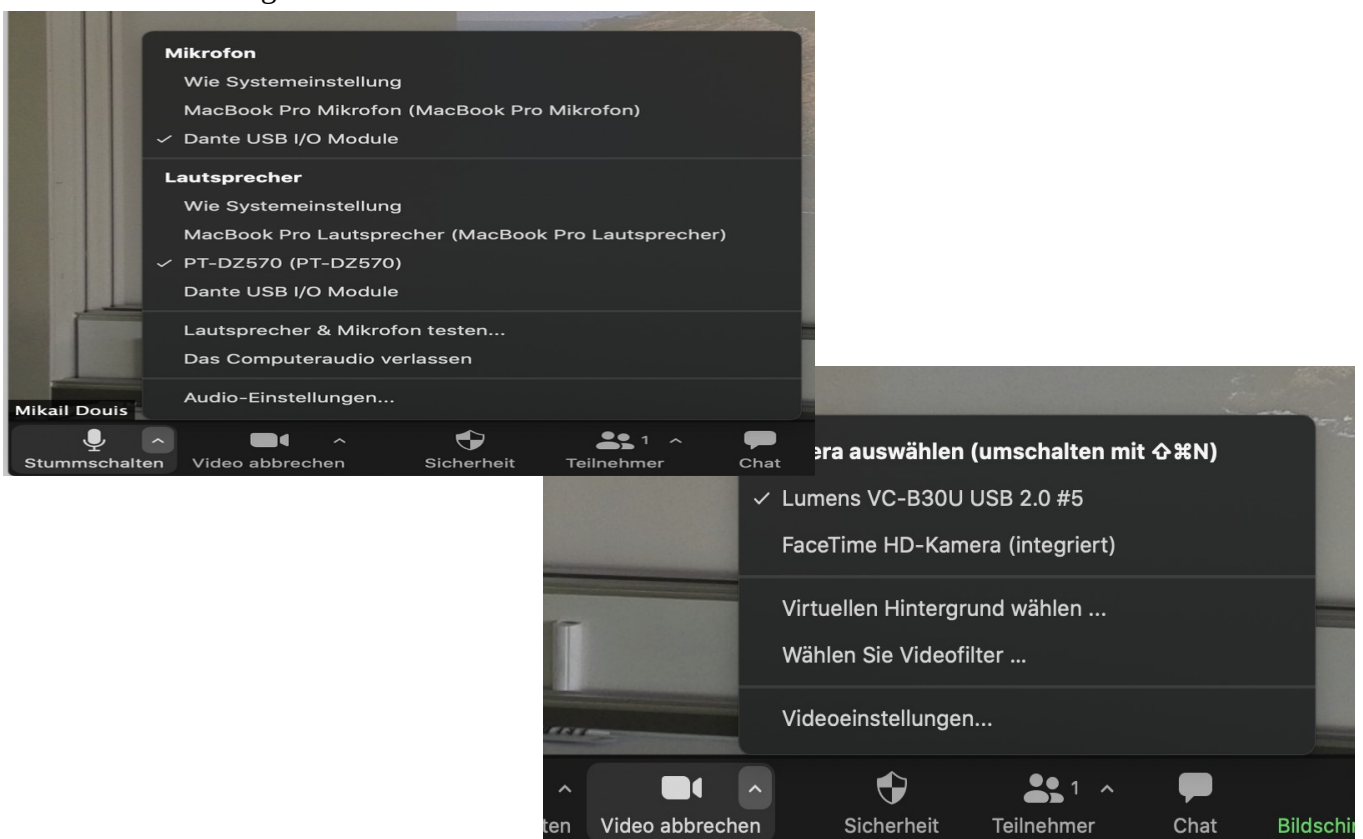 Mikrofon
Wie Systemeinstellung
MacBook Pro Mikrofon (MacBook Pro Mikrofon)
✓ Dante USB I/O Module
Lautsprecher
Wie Systemeinstellung
MacBook Pro Lautsprecher (MacBook Pro Lautsprecher)
✓ PT-DZ570 (PT-DZ570)
Dante USB I/O Module
Lautsprecher & Mikrofon testen...
Das Computeraudio verlassen
Audio-Einstellungen...
Mikail Douis
1
Stummschalten Video abbrechen Sicherheit Teilnehmer Chat
era auswählen (umschalten mit ⇧⌘N)
✓ Lumens VC-B30U USB 2.0 #5
FaceTime HD-Kamera (integriert)
Virtuellen Hintergrund wählen ...
Wählen Sie Videofilter ...
Videoeinstellungen...
1
ten Video abbrechen Sicherheit Teilnehmer Chat Bildschi